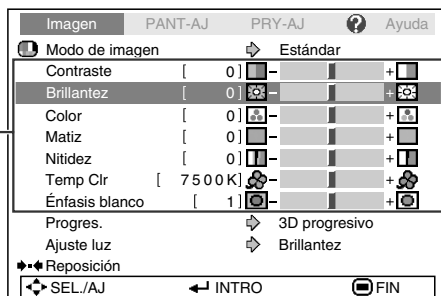 Imagen PANT-AJ PRY-AJ ? Ayuda
Modo de imagen Estándar
Contraste [ 0] - +
Brillantez [ 0] - +
Color [ 0] - +
Matiz [ 0] - +
Nitidez [ 0] - +
Temp Clr [ 7500K] - +
Énfasis blanco [ 1] - +
Progres. 3D progresivo
Ajuste luz Brillantez
Reposición
SEL./AJ INTRO FIN